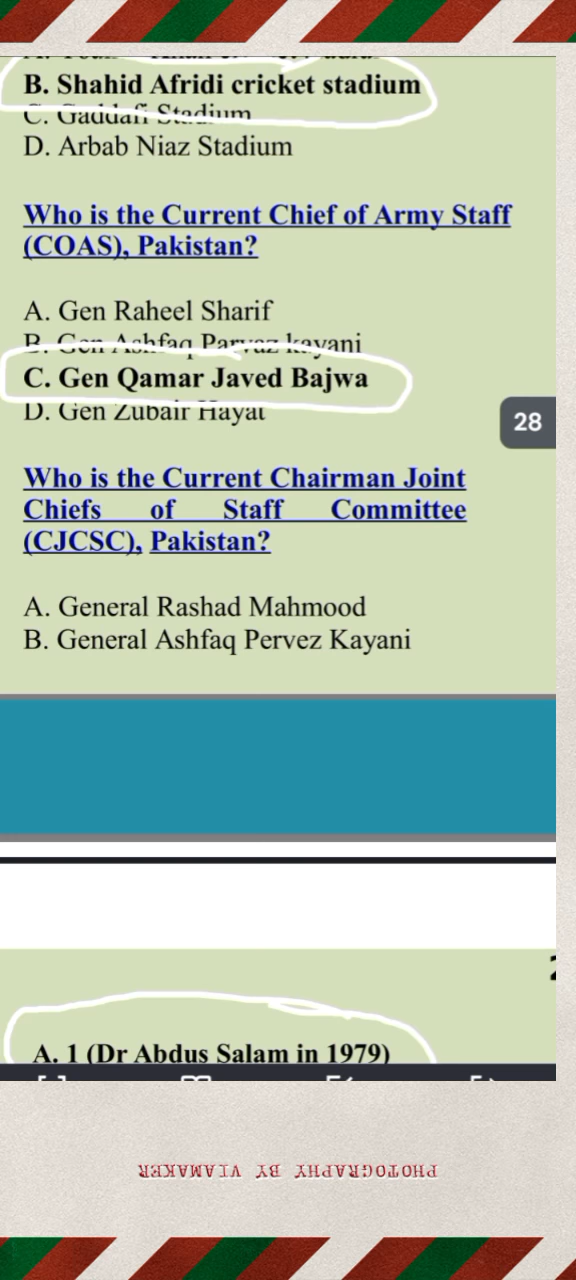 B. Shahid Afridi cricket stadium
C. Gaddafi Stadium
D. Arbab Niaz Stadium
Who is the Current Chief of Army Staff
(COAS), Pakistan?
A. Gen Raheel Sharif
B. Gen Ashfaq Parvaz kayani
C. Gen Qamar Javed Bajwa
D. Gen Zubair Hayat
28
Who is the Current Chairman Joint
Chiefs of Staff Committee
(CJCSC), Pakistan?
A. General Rashad Mahmood
B. General Ashfaq Pervez Kayani
A. 1 (Dr Abdus Salam in 1979)
PHOTOGRAPHY BY VIAMAKER